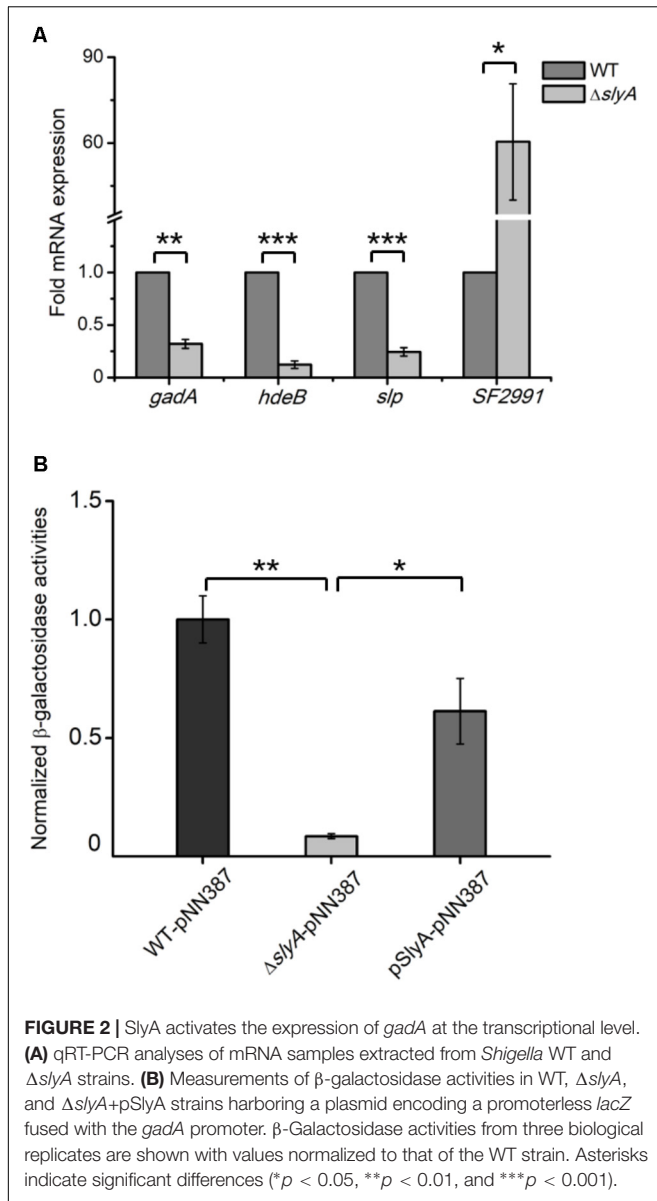 A
*
WT
ΔslyA
90
60
Fold mRNA expression
** *** ***
1.0
0.5
0
gadA hdeB slp SF2991
B
1.5
Normalized β-galactosidase activities
** *
1.0
0.5
0
WT-pNN387 ΔslyA-pNN387 pSlyA-pNN387
FIGURE 2 | SlyA activates the expression of gadA at the transcriptional level.
(A) qRT-PCR analyses of mRNA samples extracted from Shigella WT and
ΔslyA strains. (B) Measurements of β-galactosidase activities in WT, ΔslyA,
and ΔslyA+pSlyA strains harboring a plasmid encoding a promoterless lacZ
fused with the gadA promoter. β-Galactosidase activities from three biological
replicates are shown with values normalized to that of the WT strain. Asterisks
indicate significant differences (*p < 0.05, **p < 0.01, and ***p < 0.001).